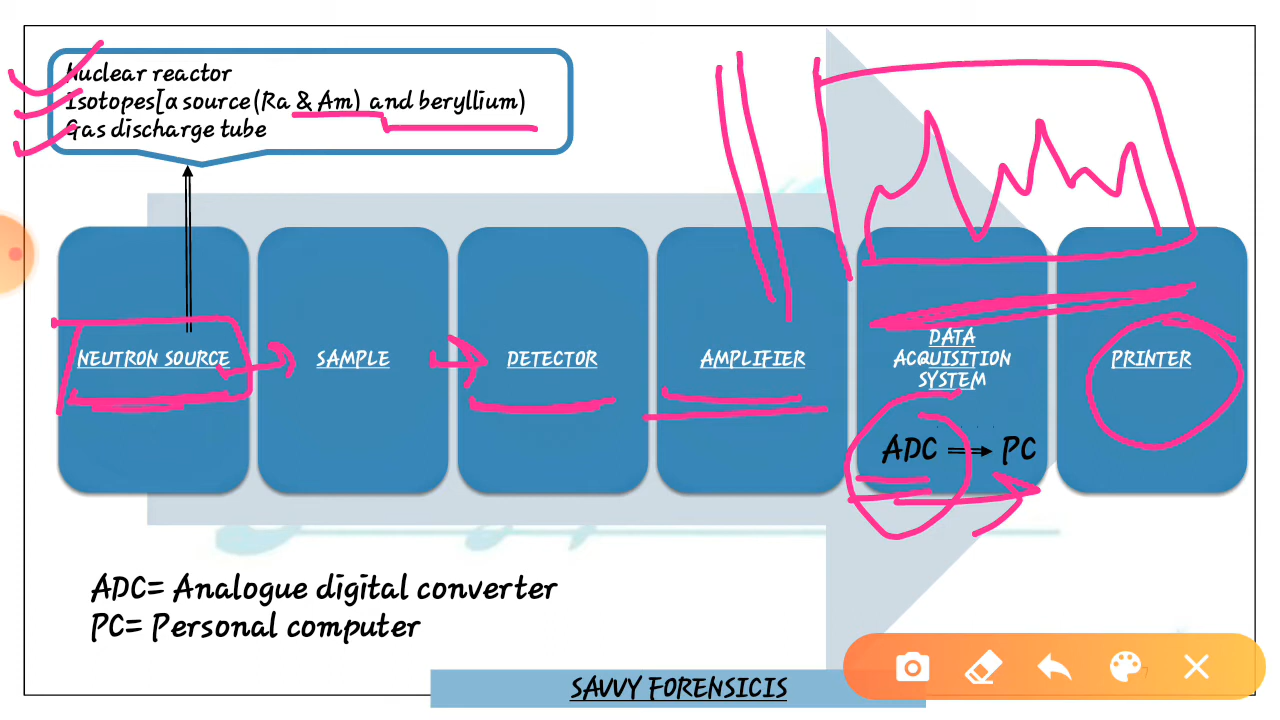 Nuclear reactor
Isotopes[α source(Ra & Am) and beryllium)
Gas discharge tube
NEUTRON SOURCE
SAMPLE
DETECTOR
AMPLIFIER
DATA
ACQUISITION
SYSTEM
PRINTER
ADC ⇒ PC
ADC= Analogue digital converter
PC= Personal computer
SAVVY FORENSICIS